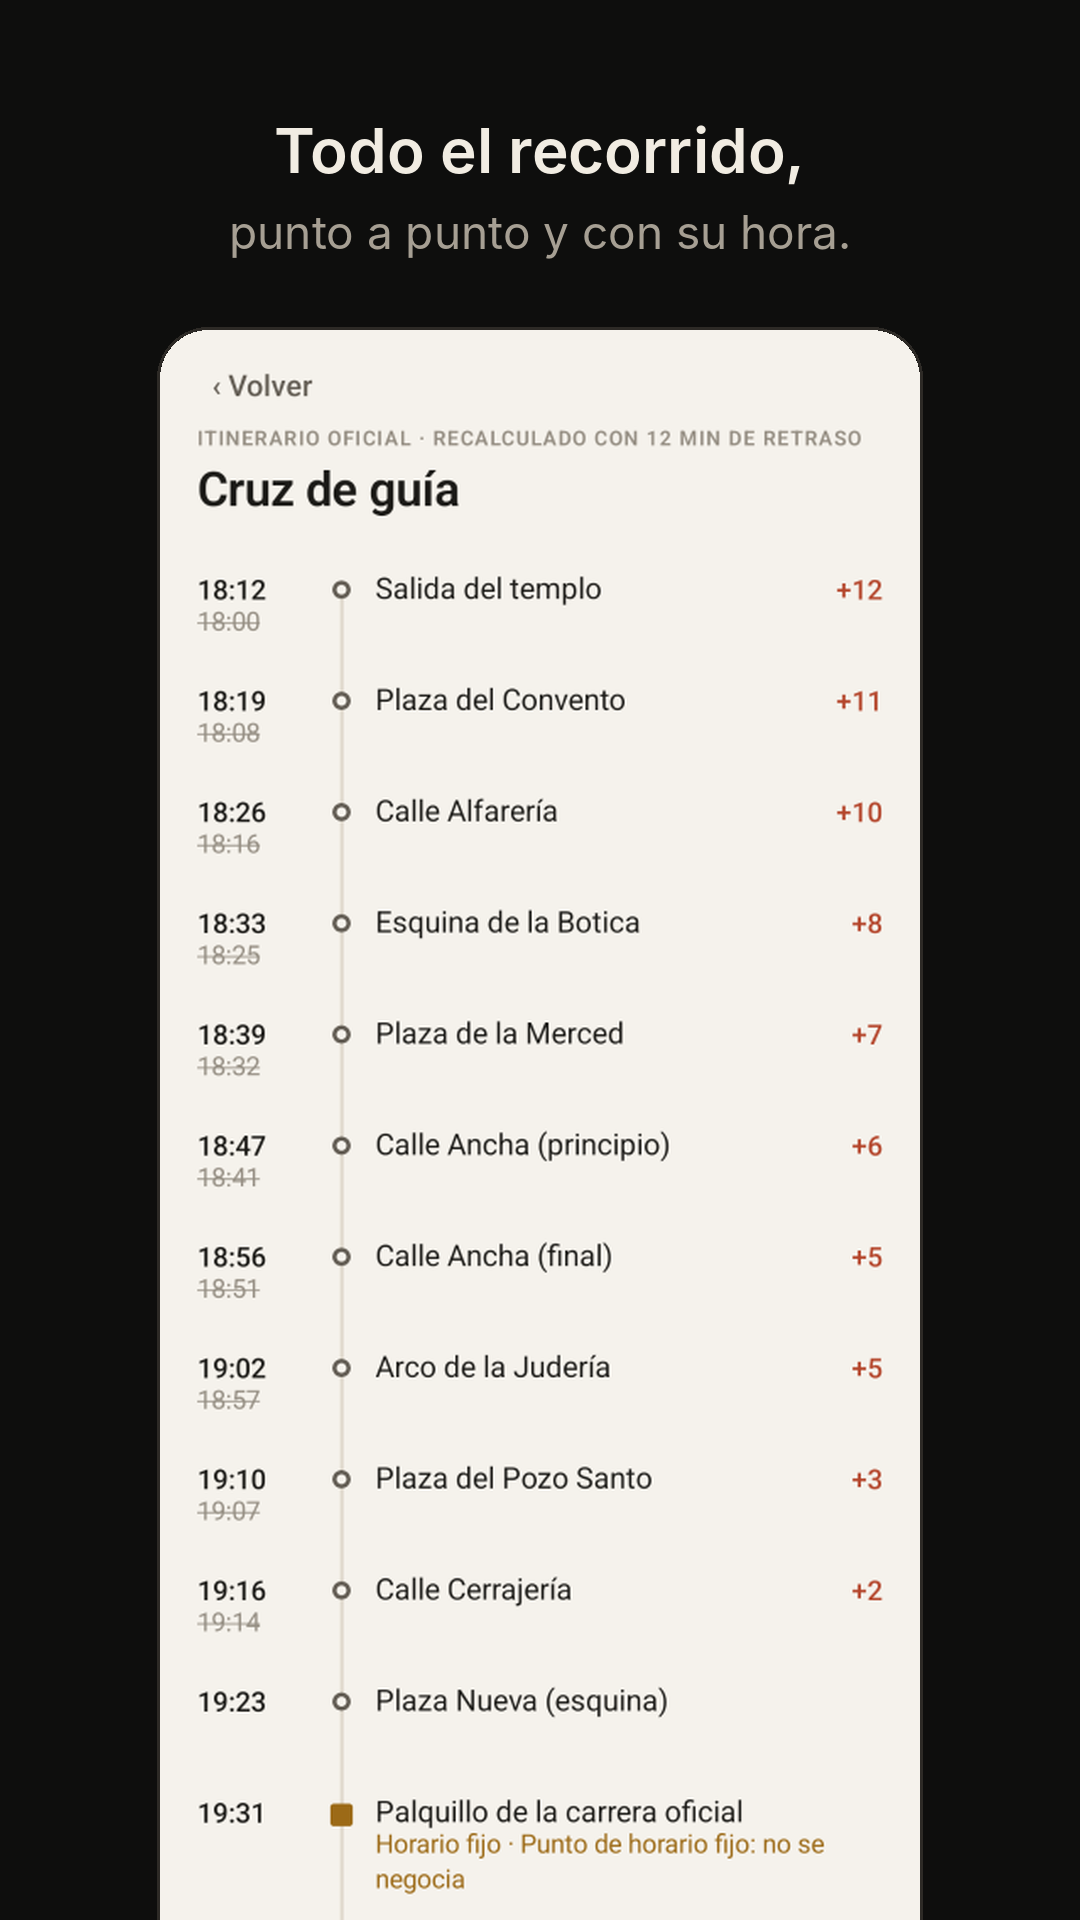 Todo el recorrido,
punto a punto y con su hora.
‹ Volver
ITINERARIO OFICIAL · RECALCULADO CON 12 MIN DE RETRASO
Cruz de guía
18:12 Salida del templo +12
18:00
18:19 Plaza del Convento +11
18:08
18:26 Calle Alfarería +10
18:16
18:33 Esquina de la Botica +8
18:25
18:39 Plaza de la Merced +7
18:32
18:47 Calle Ancha (principio) +6
18:41
18:56 Calle Ancha (final) +5
18:51
19:02 Arco de la Judería +5
18:57
19:10 Plaza del Pozo Santo +3
19:07
19:16 Calle Cerrajería +2
19:14
19:23 Plaza Nueva (esquina)
19:31 Palquillo de la carrera oficial
Horario fijo · Punto de horario fijo: no se
negocia